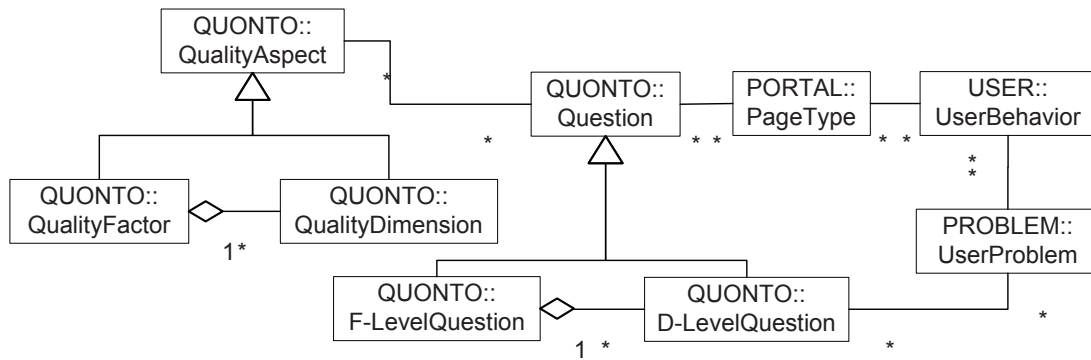 QUONTO::
QualityAspect
*
*
QUONTO::
Question
* *
PORTAL::
PageType
* *
USER::
UserBehavior
*
*
QUONTO::
QualityFactor
1*
QUONTO::
QualityDimension
PROBLEM::
UserProblem
QUONTO::
F-LevelQuestion
1 *
QUONTO::
D-LevelQuestion
*
*